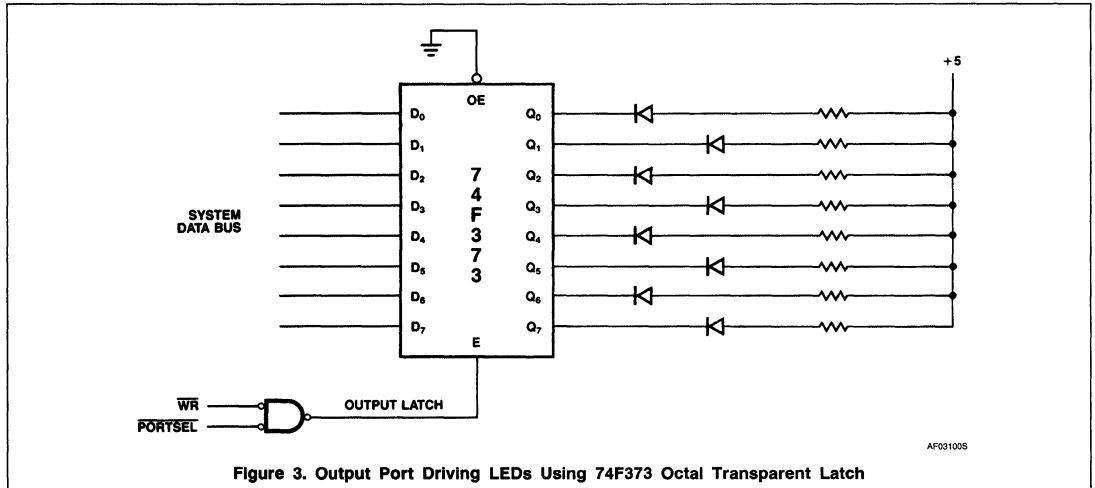 +5
OE
D₀ Q₀
D₁ Q₁
D₂ Q₂
D₃ Q₃
D₄ Q₄
D₅ Q₅
D₆ Q₆
D₇ Q₇
7
4
F
3
7
3
SYSTEM
DATA BUS
E
WR
OUTPUT LATCH
PORTSEL
AF03100S
Figure 3. Output Port Driving LEDs Using 74F373 Octal Transparent Latch